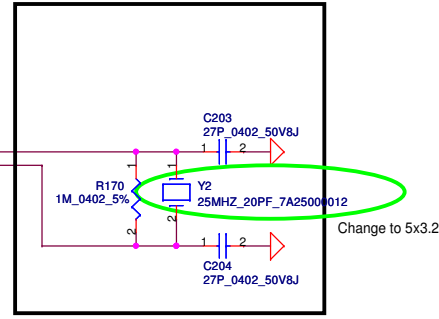 C203
27P_0402_50V8J
1 2
1 1
R170 Y2
1M_0402_5% 25MHZ_20PF_7A25000012
2 2
Change to 5x3.2
1 2
C204
27P_0402_50V8J